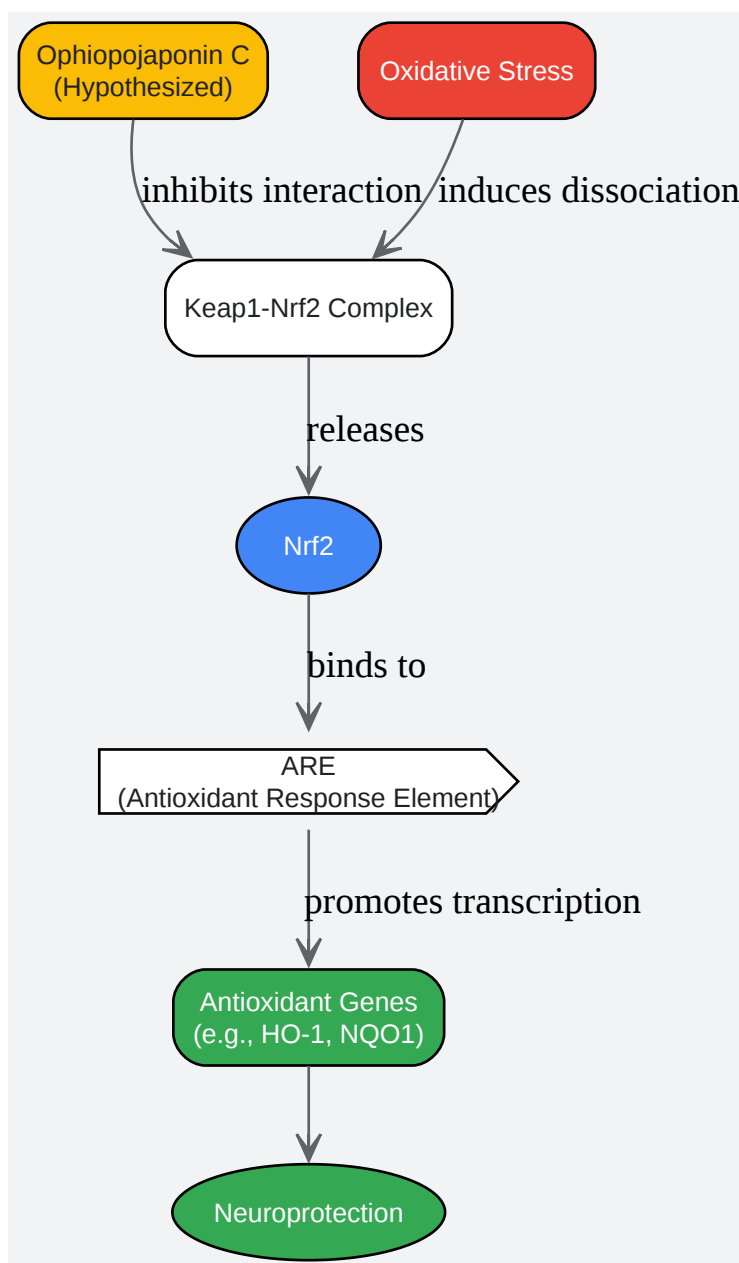 Ophiopojaponin C
(Hypothesized)
Oxidative Stress
inhibits interaction
induces dissociation
Keap1-Nrf2 Complex
releases
Nrf2
binds to
ARE
(Antioxidant Response Element)
promotes transcription
Antioxidant Genes
(e.g., HO-1, NQO1)
Neuroprotection